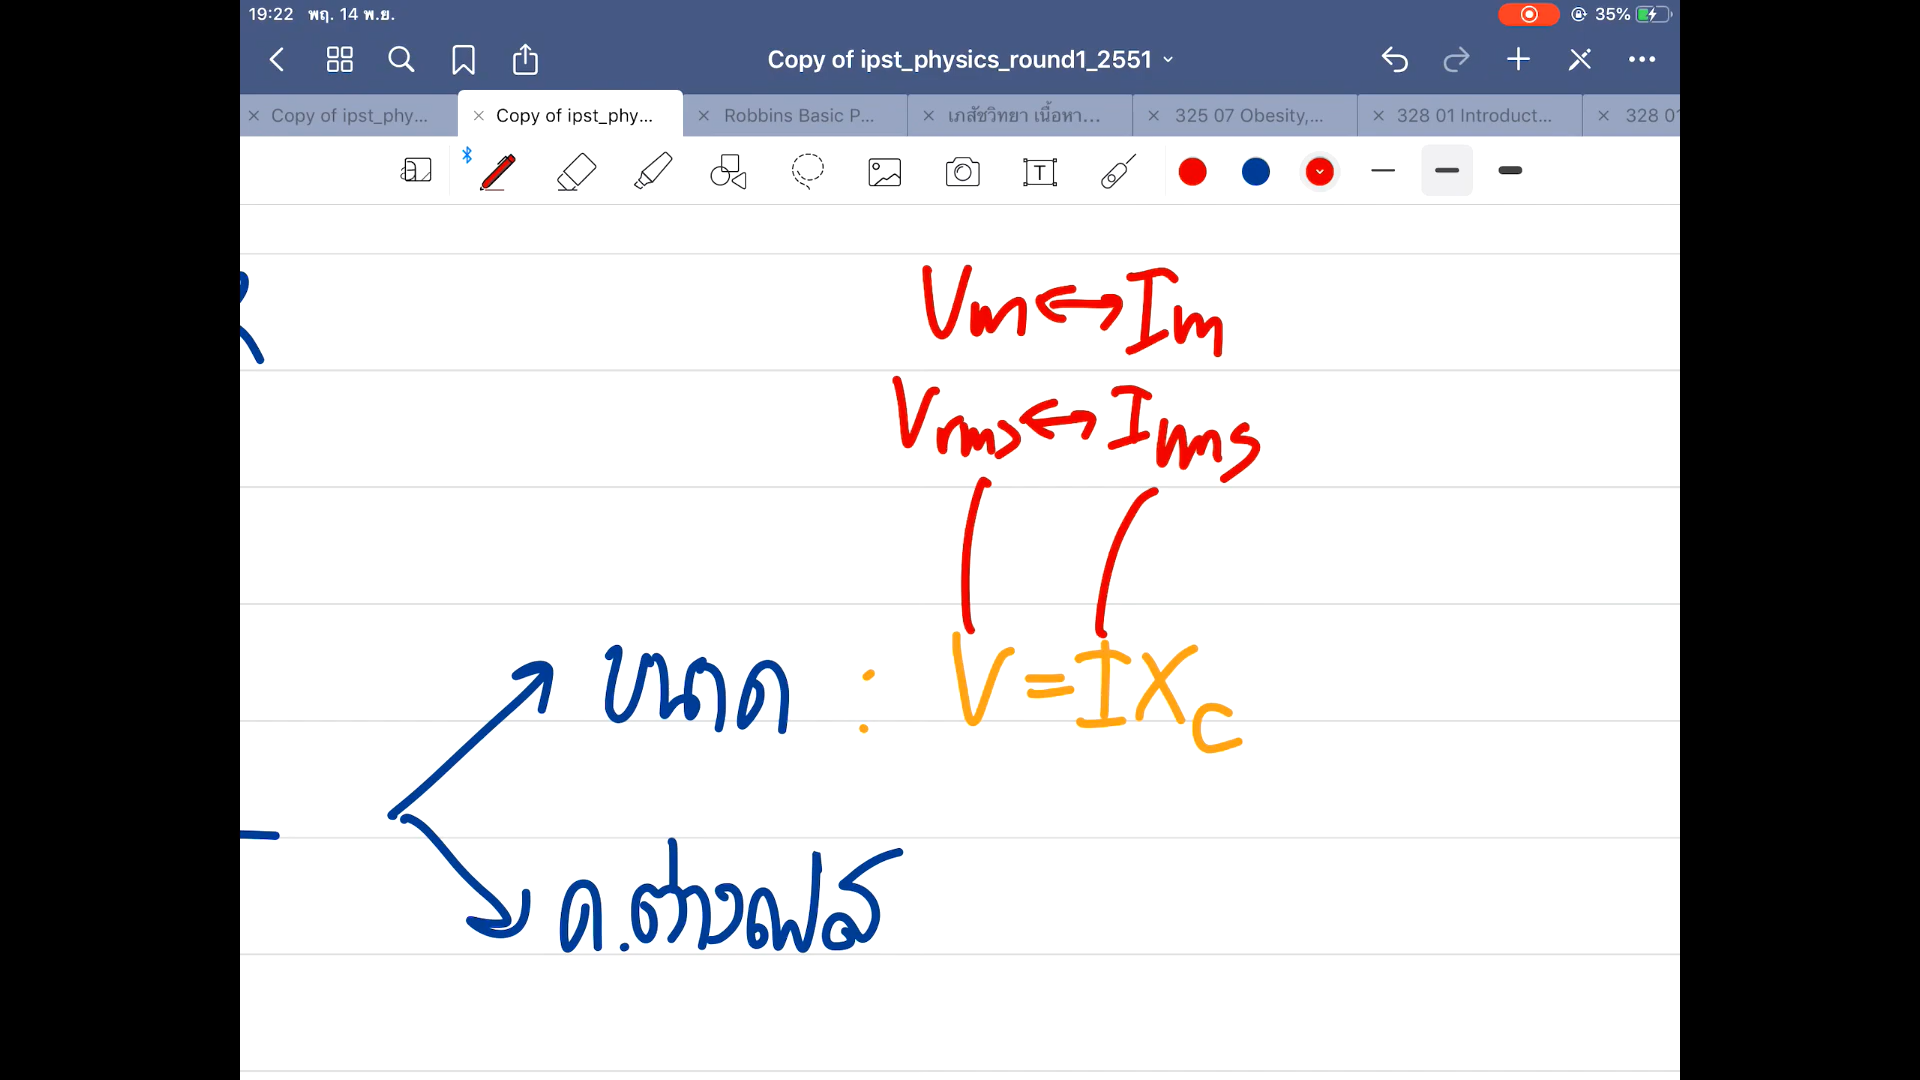 19:22 พฤ. 14 พ.ย.
35%
Copy of ipst_physics_round1_2551
Copy of ipst_phy...
Copy of ipst_phy...
Robbins Basic P...
เภสัชวิทยา เนื้อหา...
325 07 Obesity,...
328 01 Introduct...
328 01
Vm ↔ Im
Vrms ↔ Irms
ขนาด : V = IXC
ค.ต่างเฟส